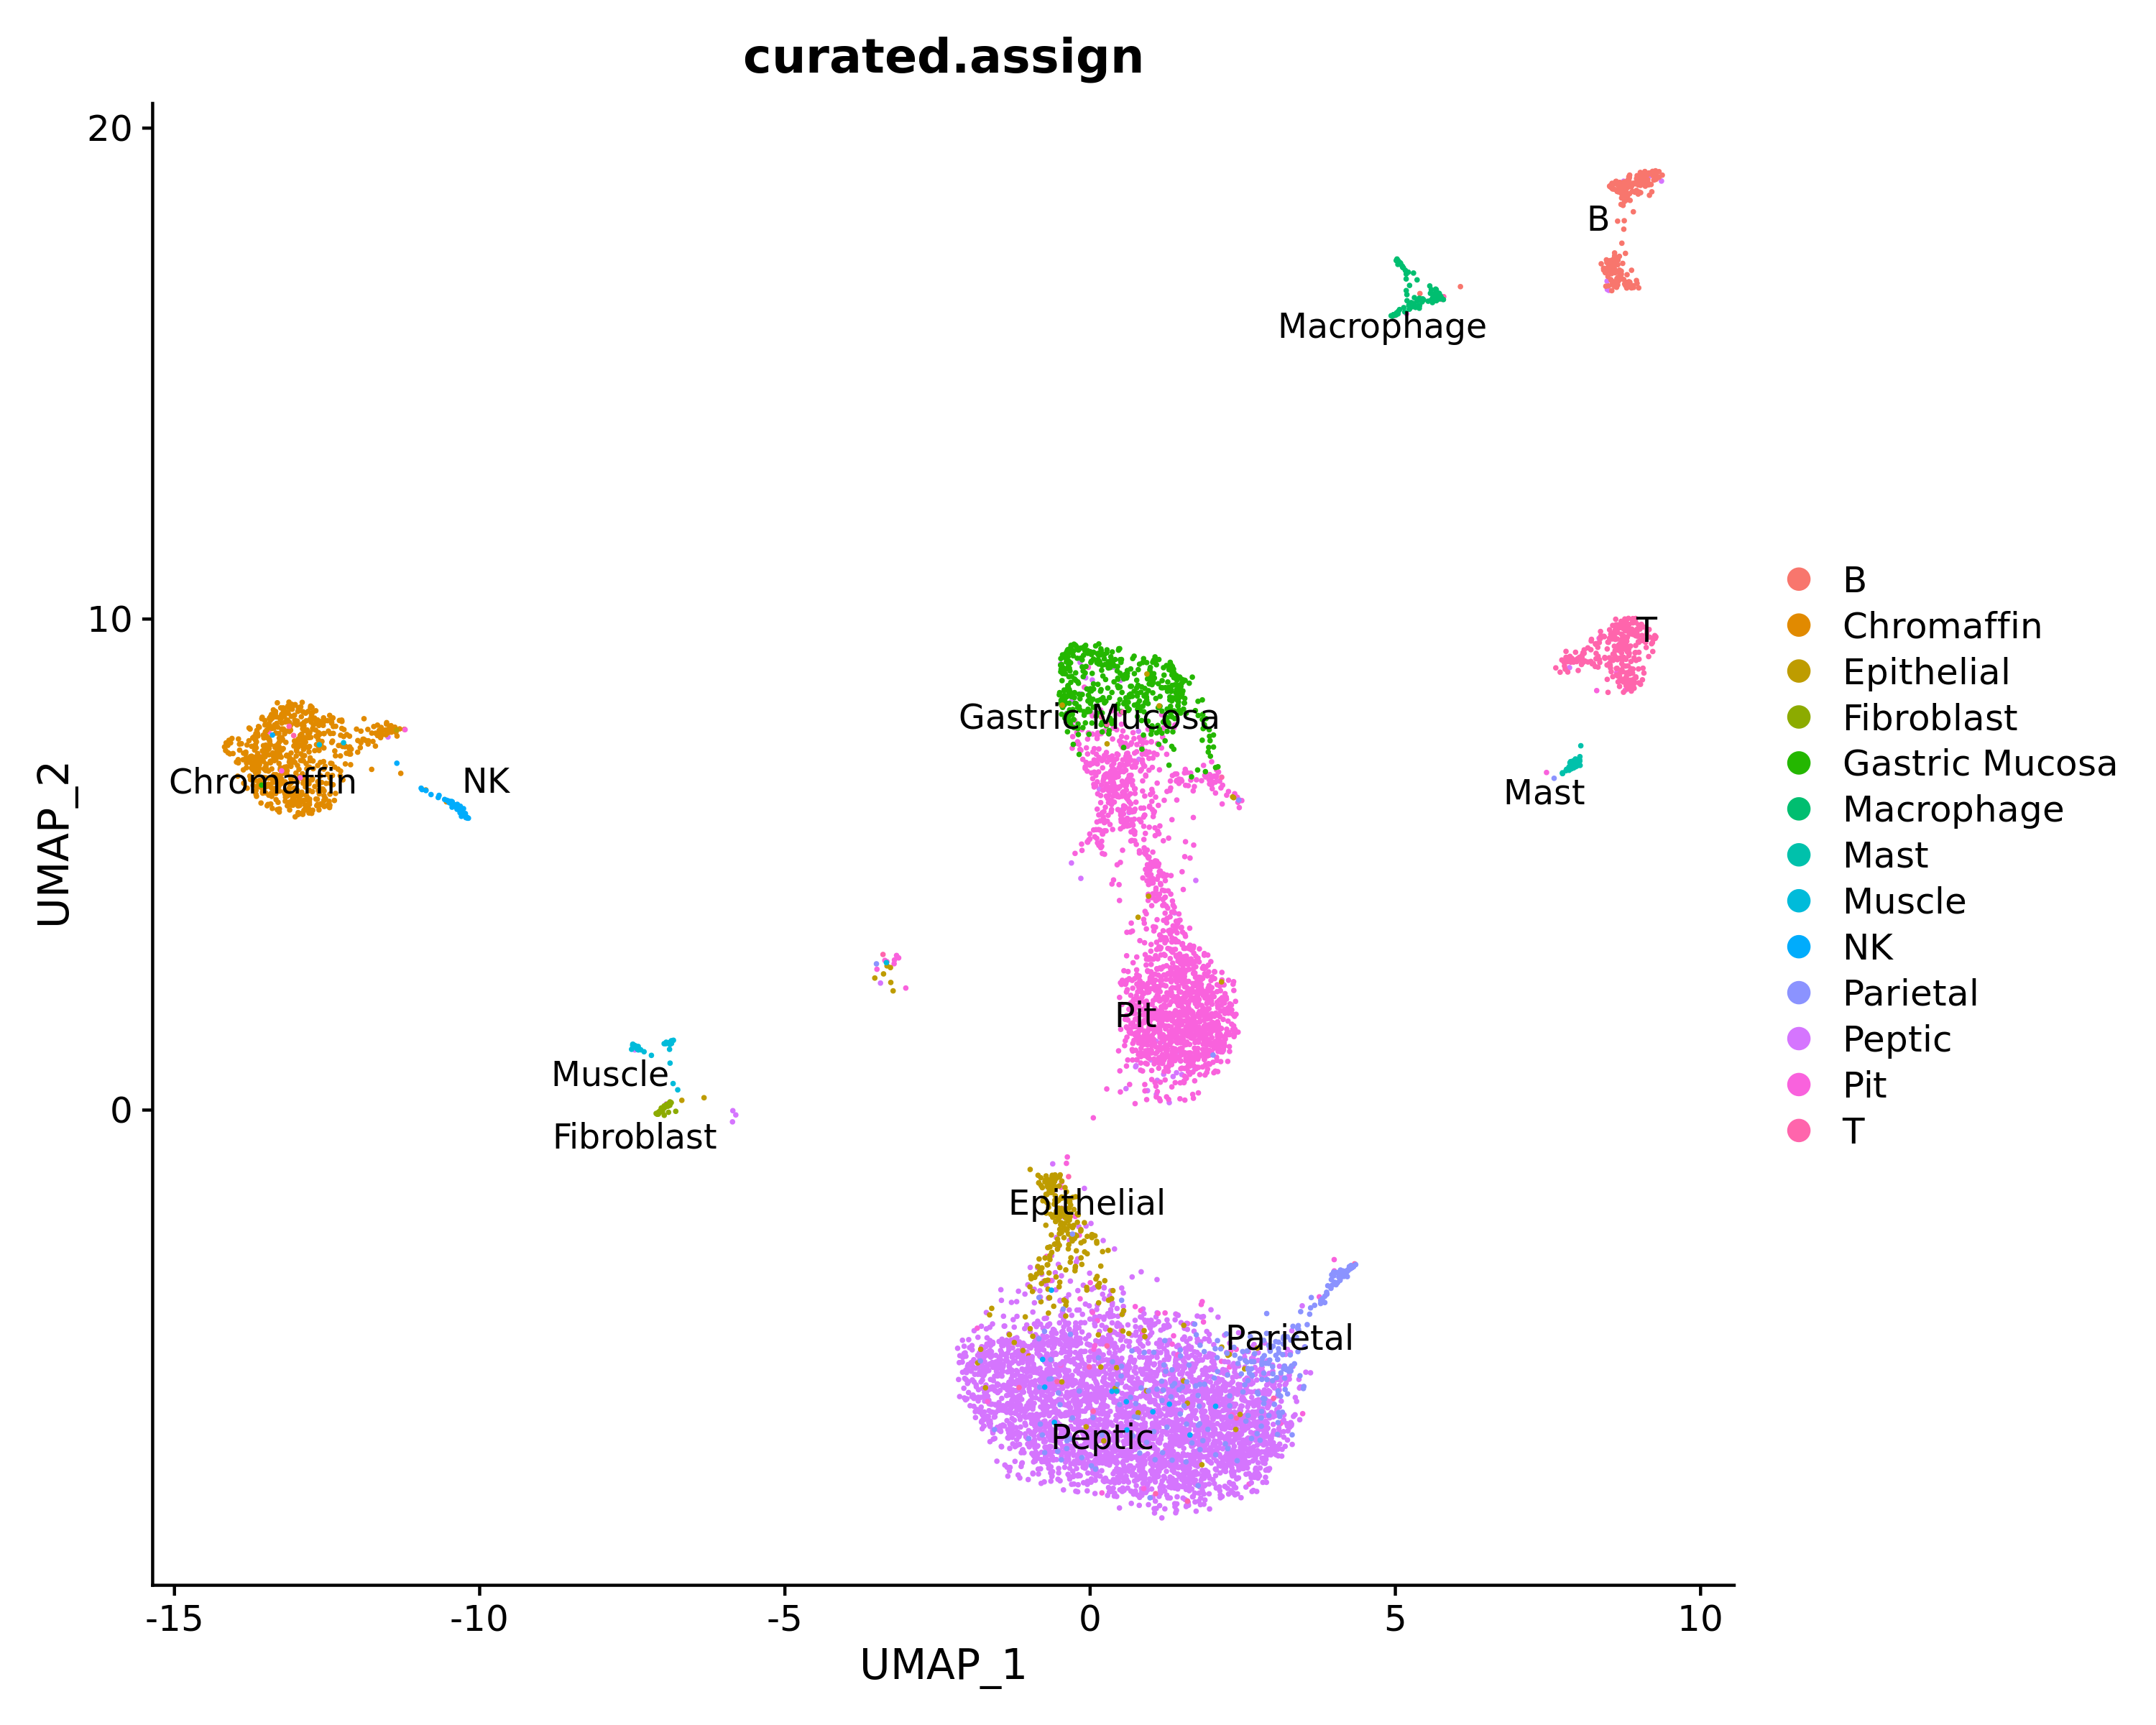 curated.assign
20
10
0
UMAP_2
B
Macrophage
T
Gastric Mucosa
Chromaffin
NK
Mast
Pit
Muscle
Fibroblast
Epithelial
Parietal
Peptic
-15
-10
-5
0
5
10
UMAP_1
B
Chromaffin
Epithelial
Fibroblast
Gastric Mucosa
Macrophage
Mast
Muscle
NK
Parietal
Peptic
Pit
T